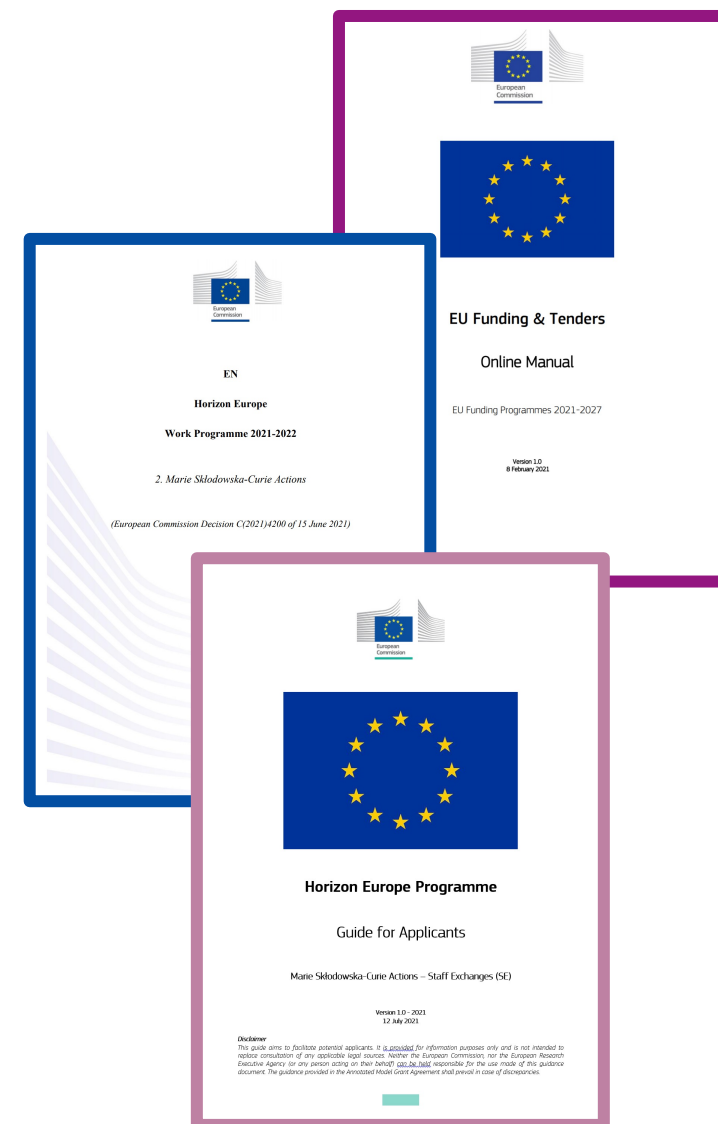 European
Commission
EU Funding & Tenders
Online Manual
EU Funding Programmes 2021-2027
Version 1.0
8 February 2021
European
Commission
EN
Horizon Europe
Work Programme 2021-2022
2. Marie Skłodowska-Curie Actions
(European Commission Decision C(2021)4200 of 15 June 2021)
European
Commission
Horizon Europe Programme
Guide for Applicants
Marie Skłodowska-Curie Actions – Staff Exchanges (SE)
Version 1.0 - 2021
12 July 2021
Disclaimer
This guide aims to facilitate potential applicants. It is provided for information purposes only and is not intended to
replace consultation of any applicable legal sources. Neither the European Commission, nor the European Research
Executive Agency (or any person acting on their behalf) can be held responsible for the use made of this guidance
document. The guidance provided in the Annotated Model Grant Agreement shall prevail in case of discrepancies.